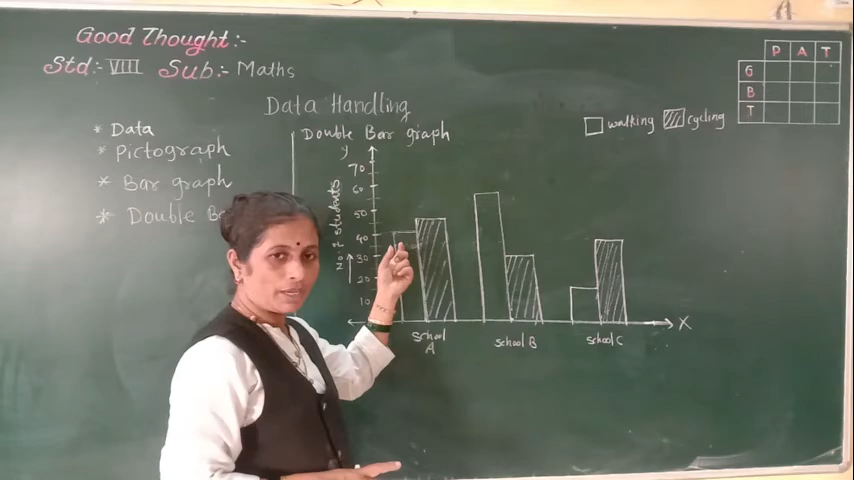 Good Thought:-
Std:- VIII Sub:- Maths
P A T
G
B
T
Data Handling
* Data
* Pictograph
* Bar graph
* Double Ba
Double Bar graph
walking cycling
y
70
60
50
40
30
20
10
No. of students
X
school A
school B
school C